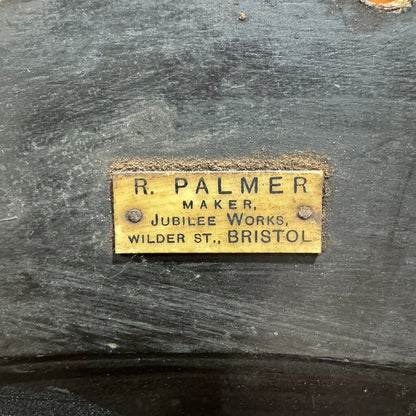 R. PALMER
MAKER,
JUBILEE WORKS,
WILDER ST., BRISTOL